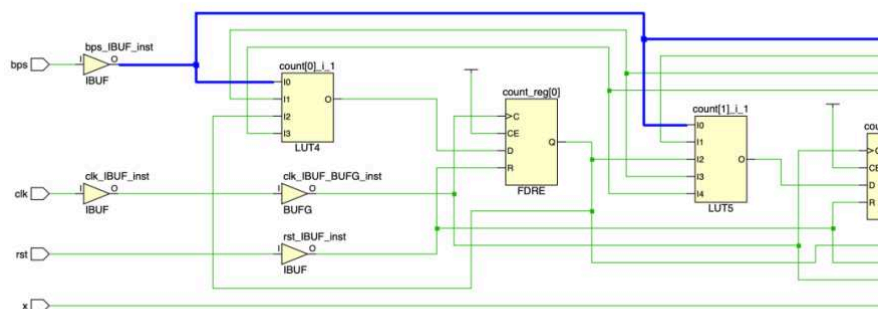 bps_IBUF_inst
bps
I
O
IBUF
count[0]_i_1
I0
I1
I2
I3
O
LUT4
count_reg[0]
C
CE
D
R
Q
FDRE
count[1]_i_1
I0
I1
I2
I3
I4
O
LUT5
C
CE
D
R
clk_IBUF_inst
clk
I
O
IBUF
clk_IBUF_BUFG_inst
I
O
BUFG
rst_IBUF_inst
rst
I
O
IBUF
x